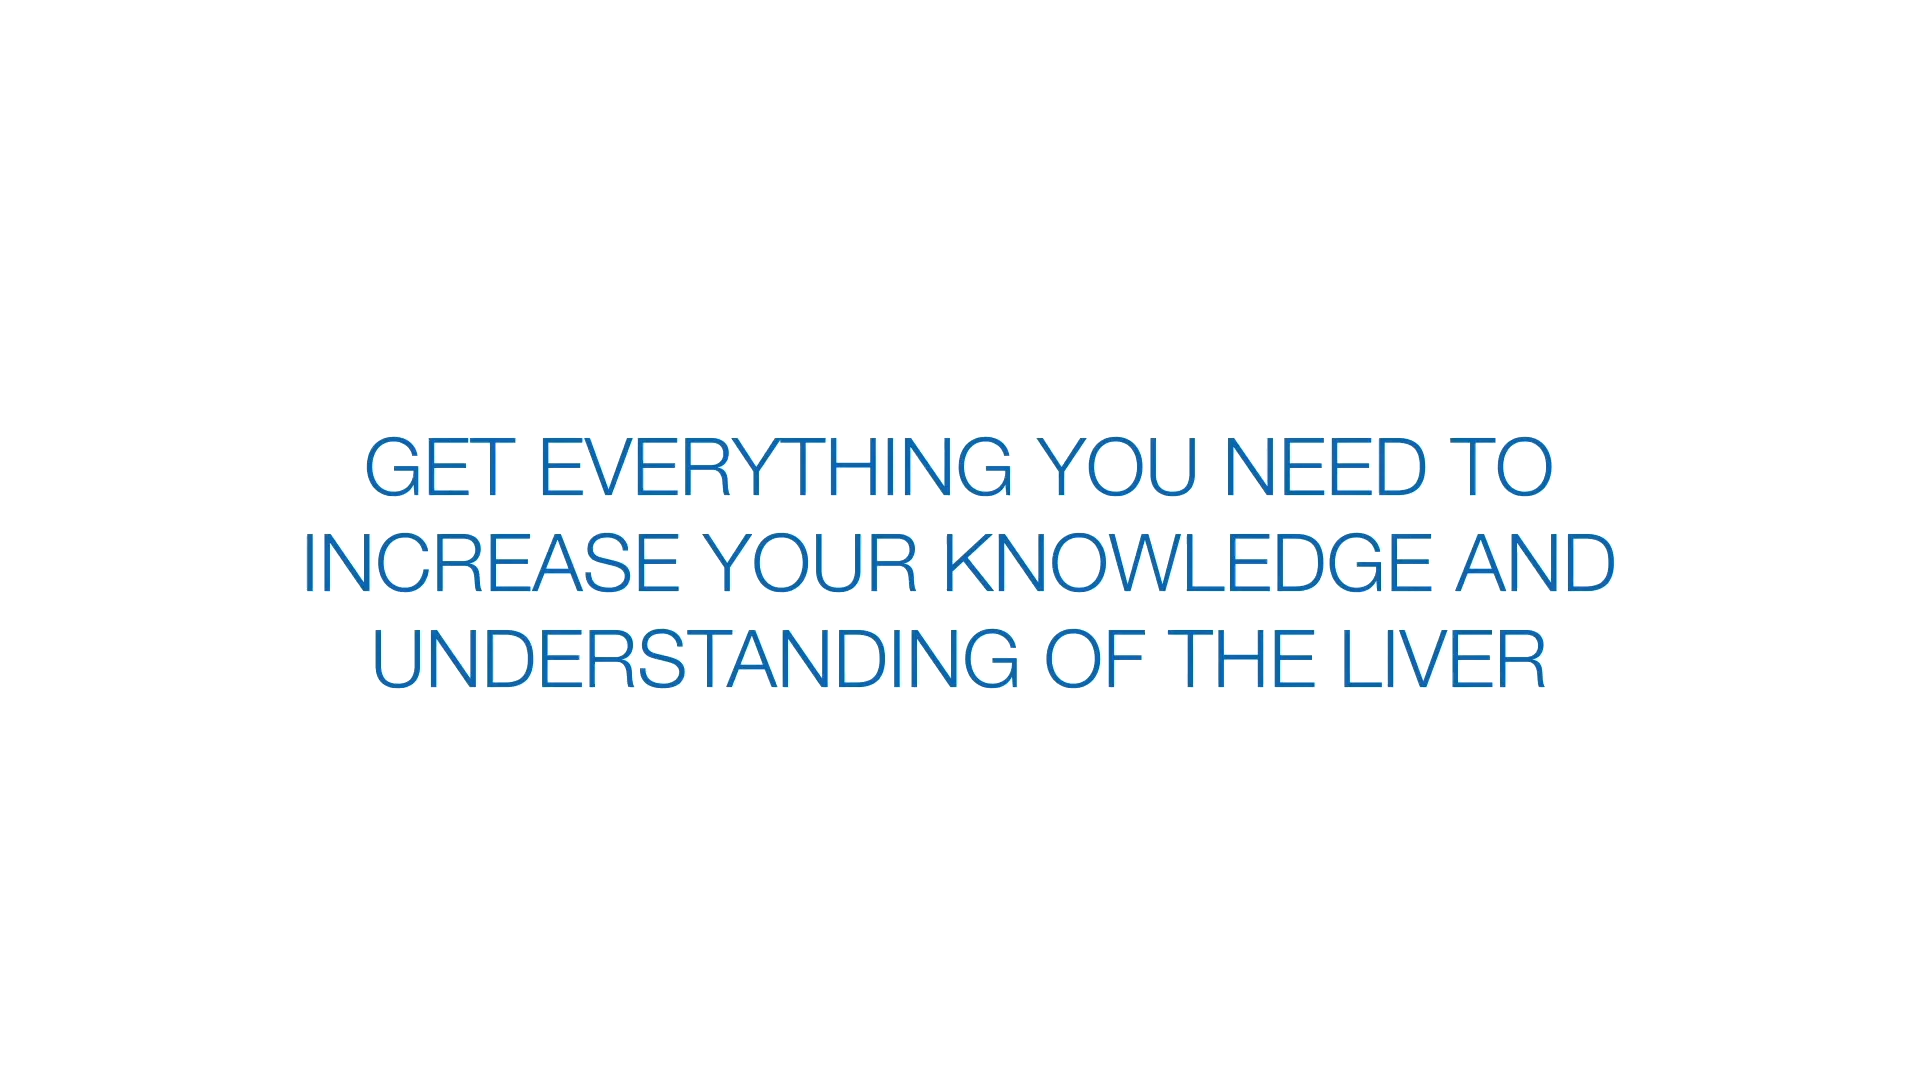 GET EVERYTHING YOU NEED TO
INCREASE YOUR KNOWLEDGE AND
UNDERSTANDING OF THE LIVER